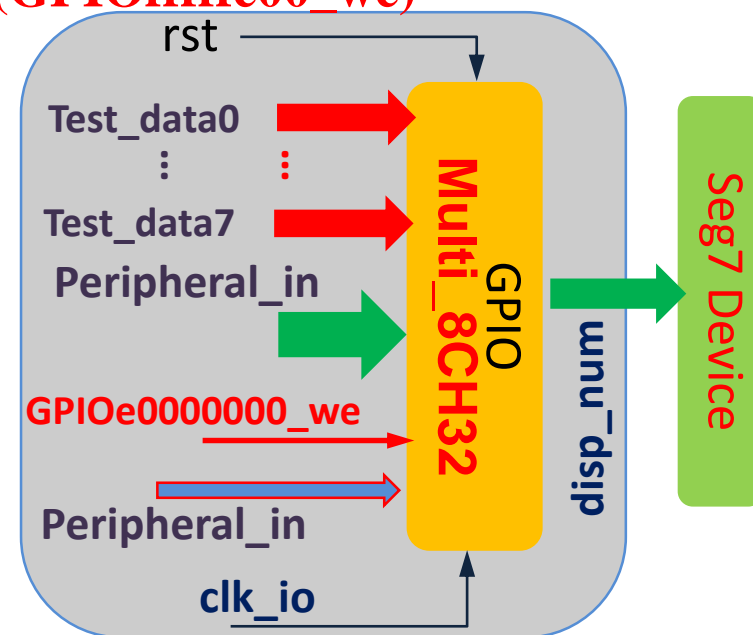 rst
Test_data0
...
...
Test_data7
Peripheral_in
GPIOe0000000_we
Peripheral_in
clk_io
Multi_8CH32
GPIO
disp_num
Seg7 Device